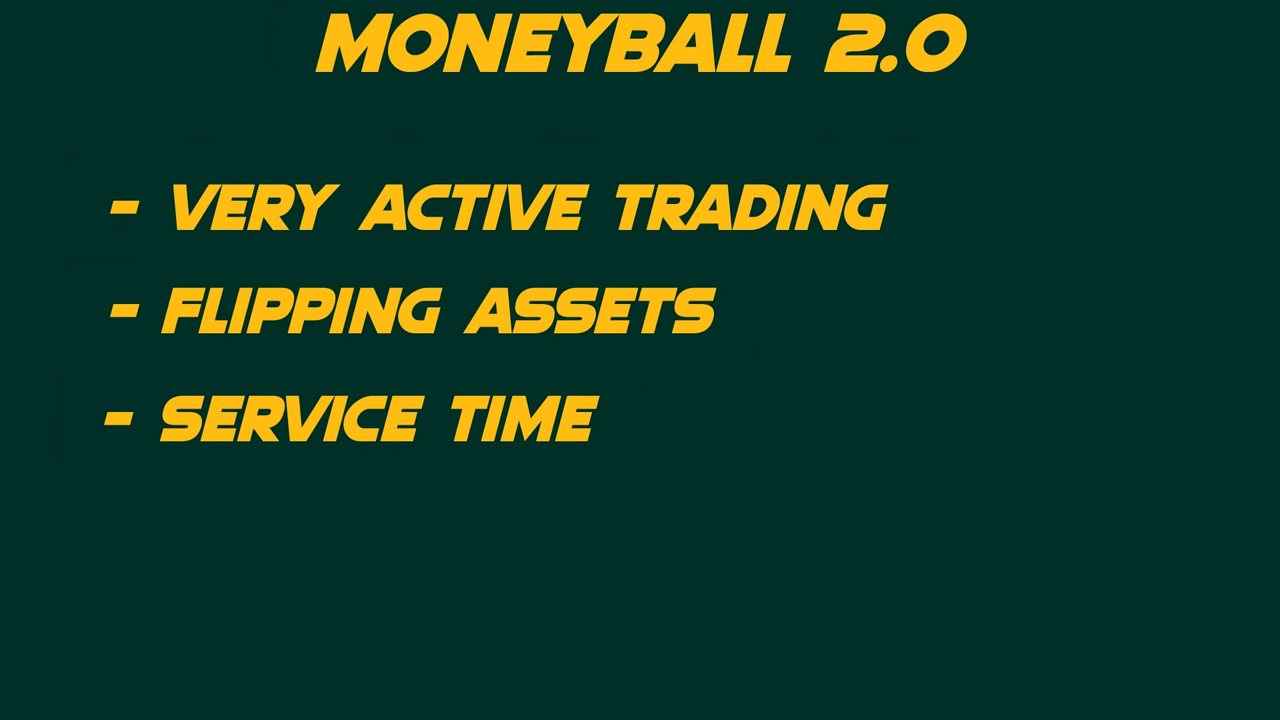 MONEYBALL 2.0
- VERY ACTIVE TRADING
- FLIPPING ASSETS
- SERVICE TIME